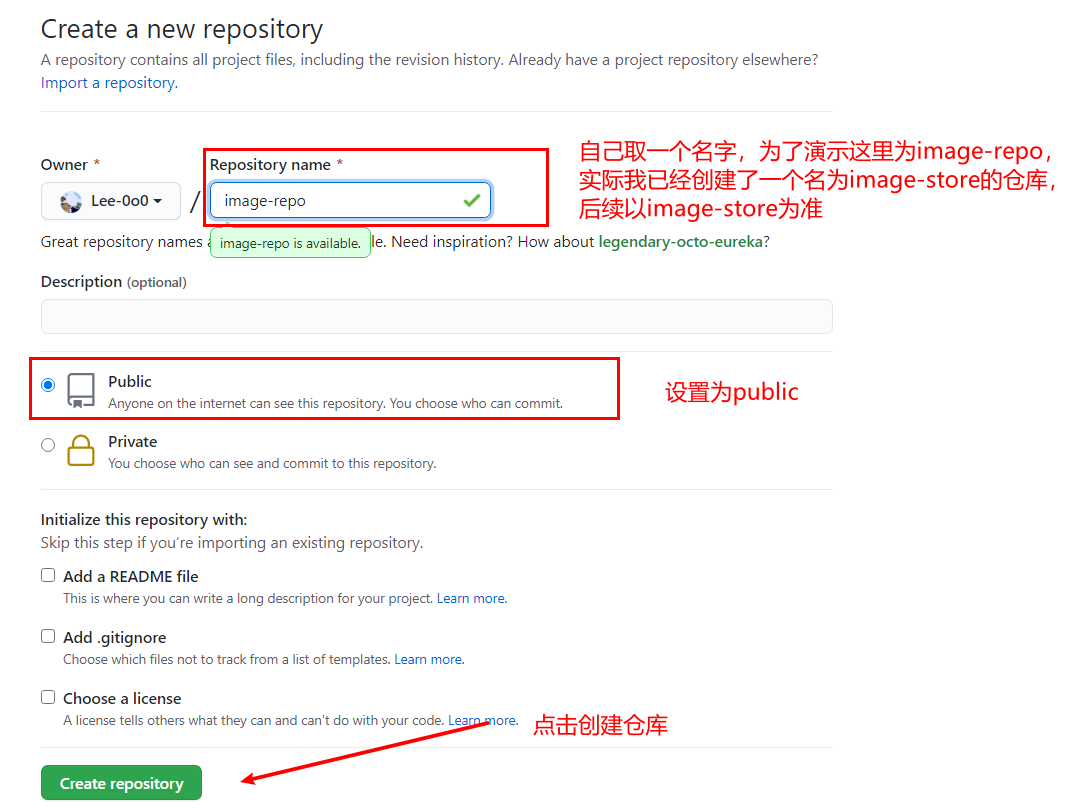 Create a new repository
A repository contains all project files, including the revision history. Already have a project repository elsewhere?
Import a repository.
Owner *
Repository name *
自己取一个名字，为了演示这里为image-repo，
实际我已经创建了一个名为image-store的仓库，
后续以image-store为准
Lee-0o0
/
image-repo
Great repository names
image-repo is available.
le. Need inspiration? How about legendary-octo-eureka?
Description (optional)
Public
Anyone on the internet can see this repository. You choose who can commit.
设置为public
Private
You choose who can see and commit to this repository.
Initialize this repository with:
Skip this step if you’re importing an existing repository.
Add a README file
This is where you can write a long description for your project. Learn more.
Add .gitignore
Choose which files not to track from a list of templates. Learn more.
Choose a license
A license tells others what they can and can't do with your code. Learn more.
点击创建仓库
Create repository